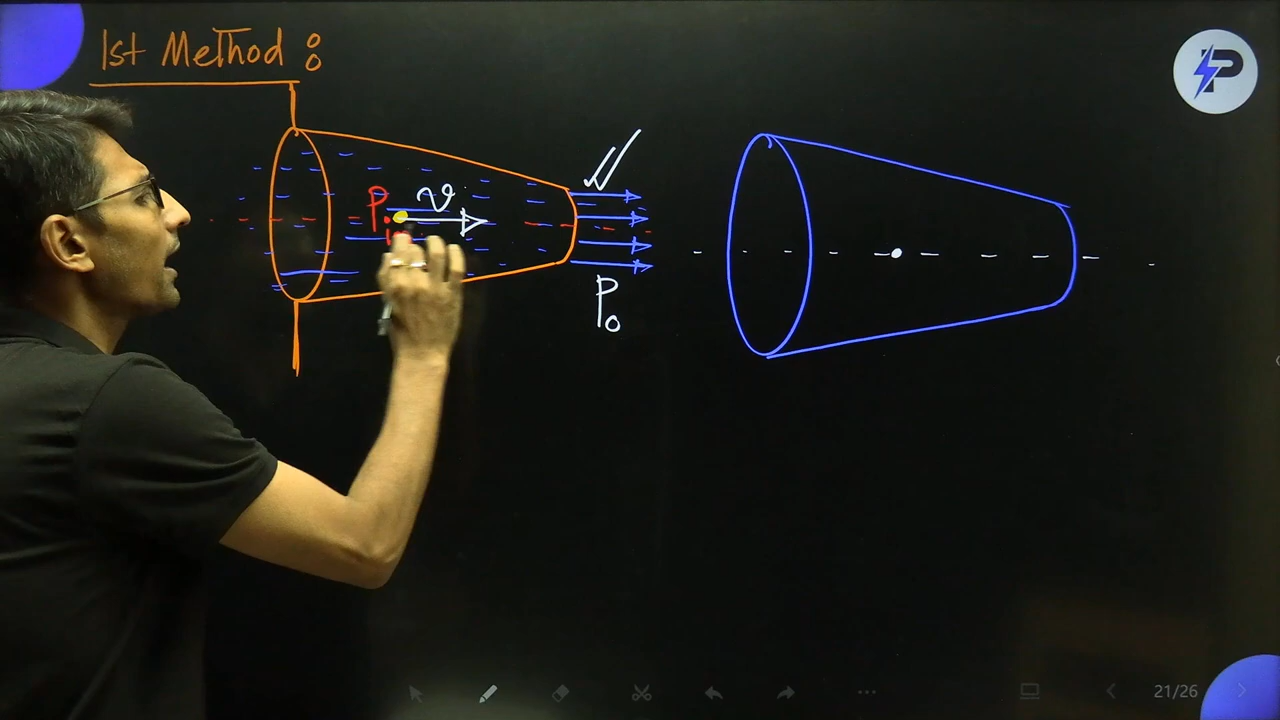 1st Method :
P
v
P₀
21/26